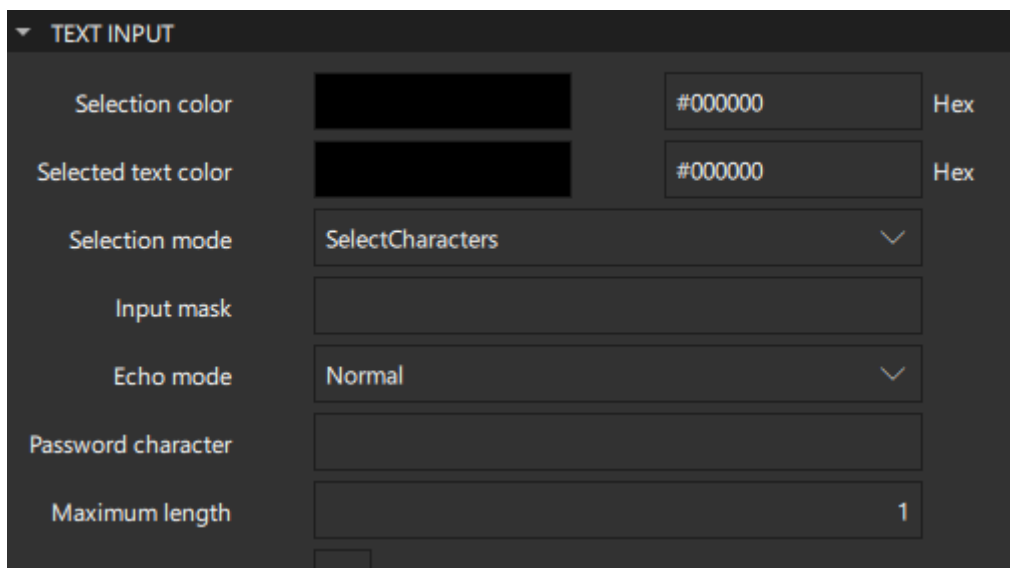 TEXT INPUT
Selection color #000000 Hex
Selected text color #000000 Hex
Selection mode SelectCharacters
Input mask
Echo mode Normal
Password character
Maximum length 1